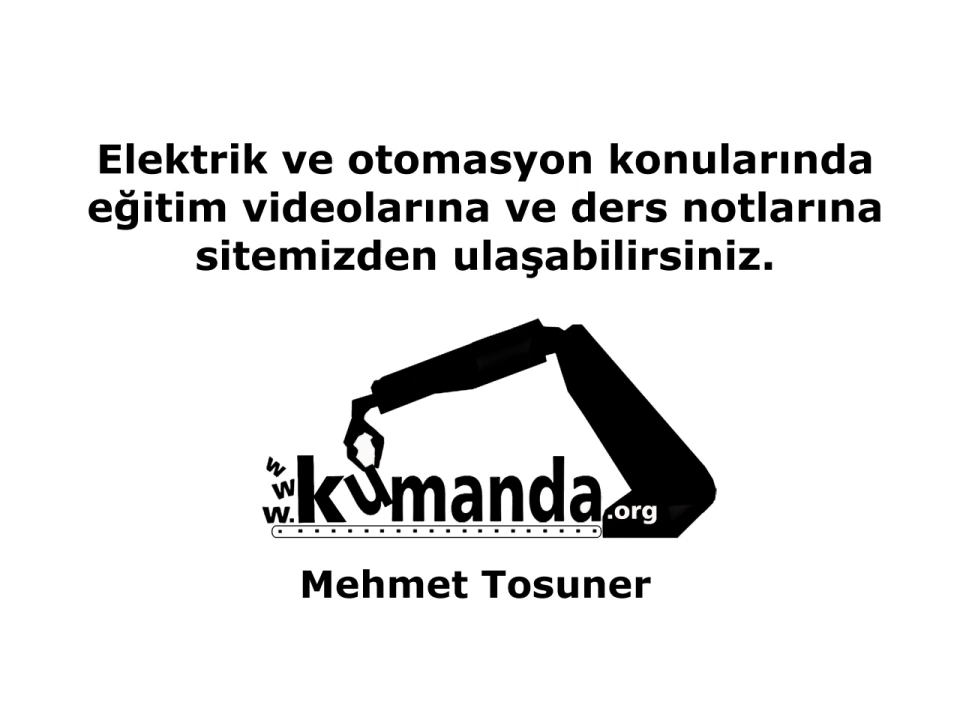 Elektrik ve otomasyon konularında
eğitim videolarına ve ders notlarına
sitemizden ulaşabilirsiniz.
www.kumanda.org
Mehmet Tosuner